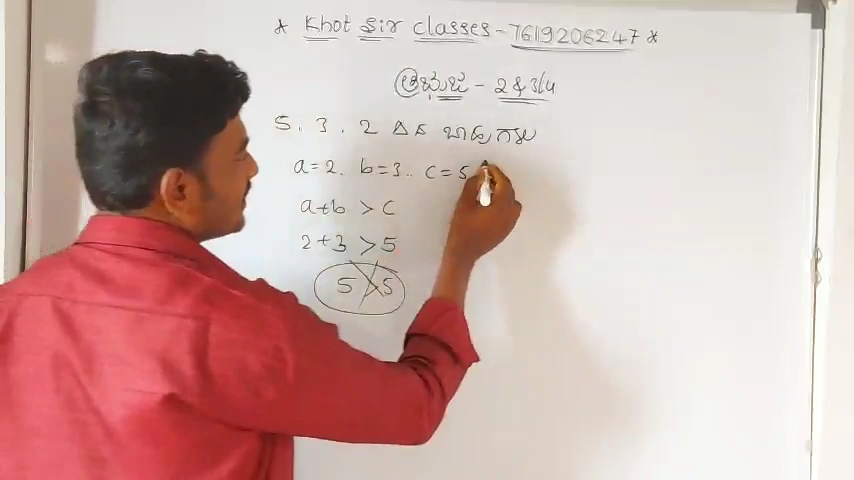 * Khot Sir Classes - 7619206247 *
ತ್ರಿಭುಜ - 2 & 3/4
5. 3. 2 ∆ ದ ಬಾಹುಗಳು
a=2. b=3.. c=5
a+b > c
2+3 > 5
5 > 5